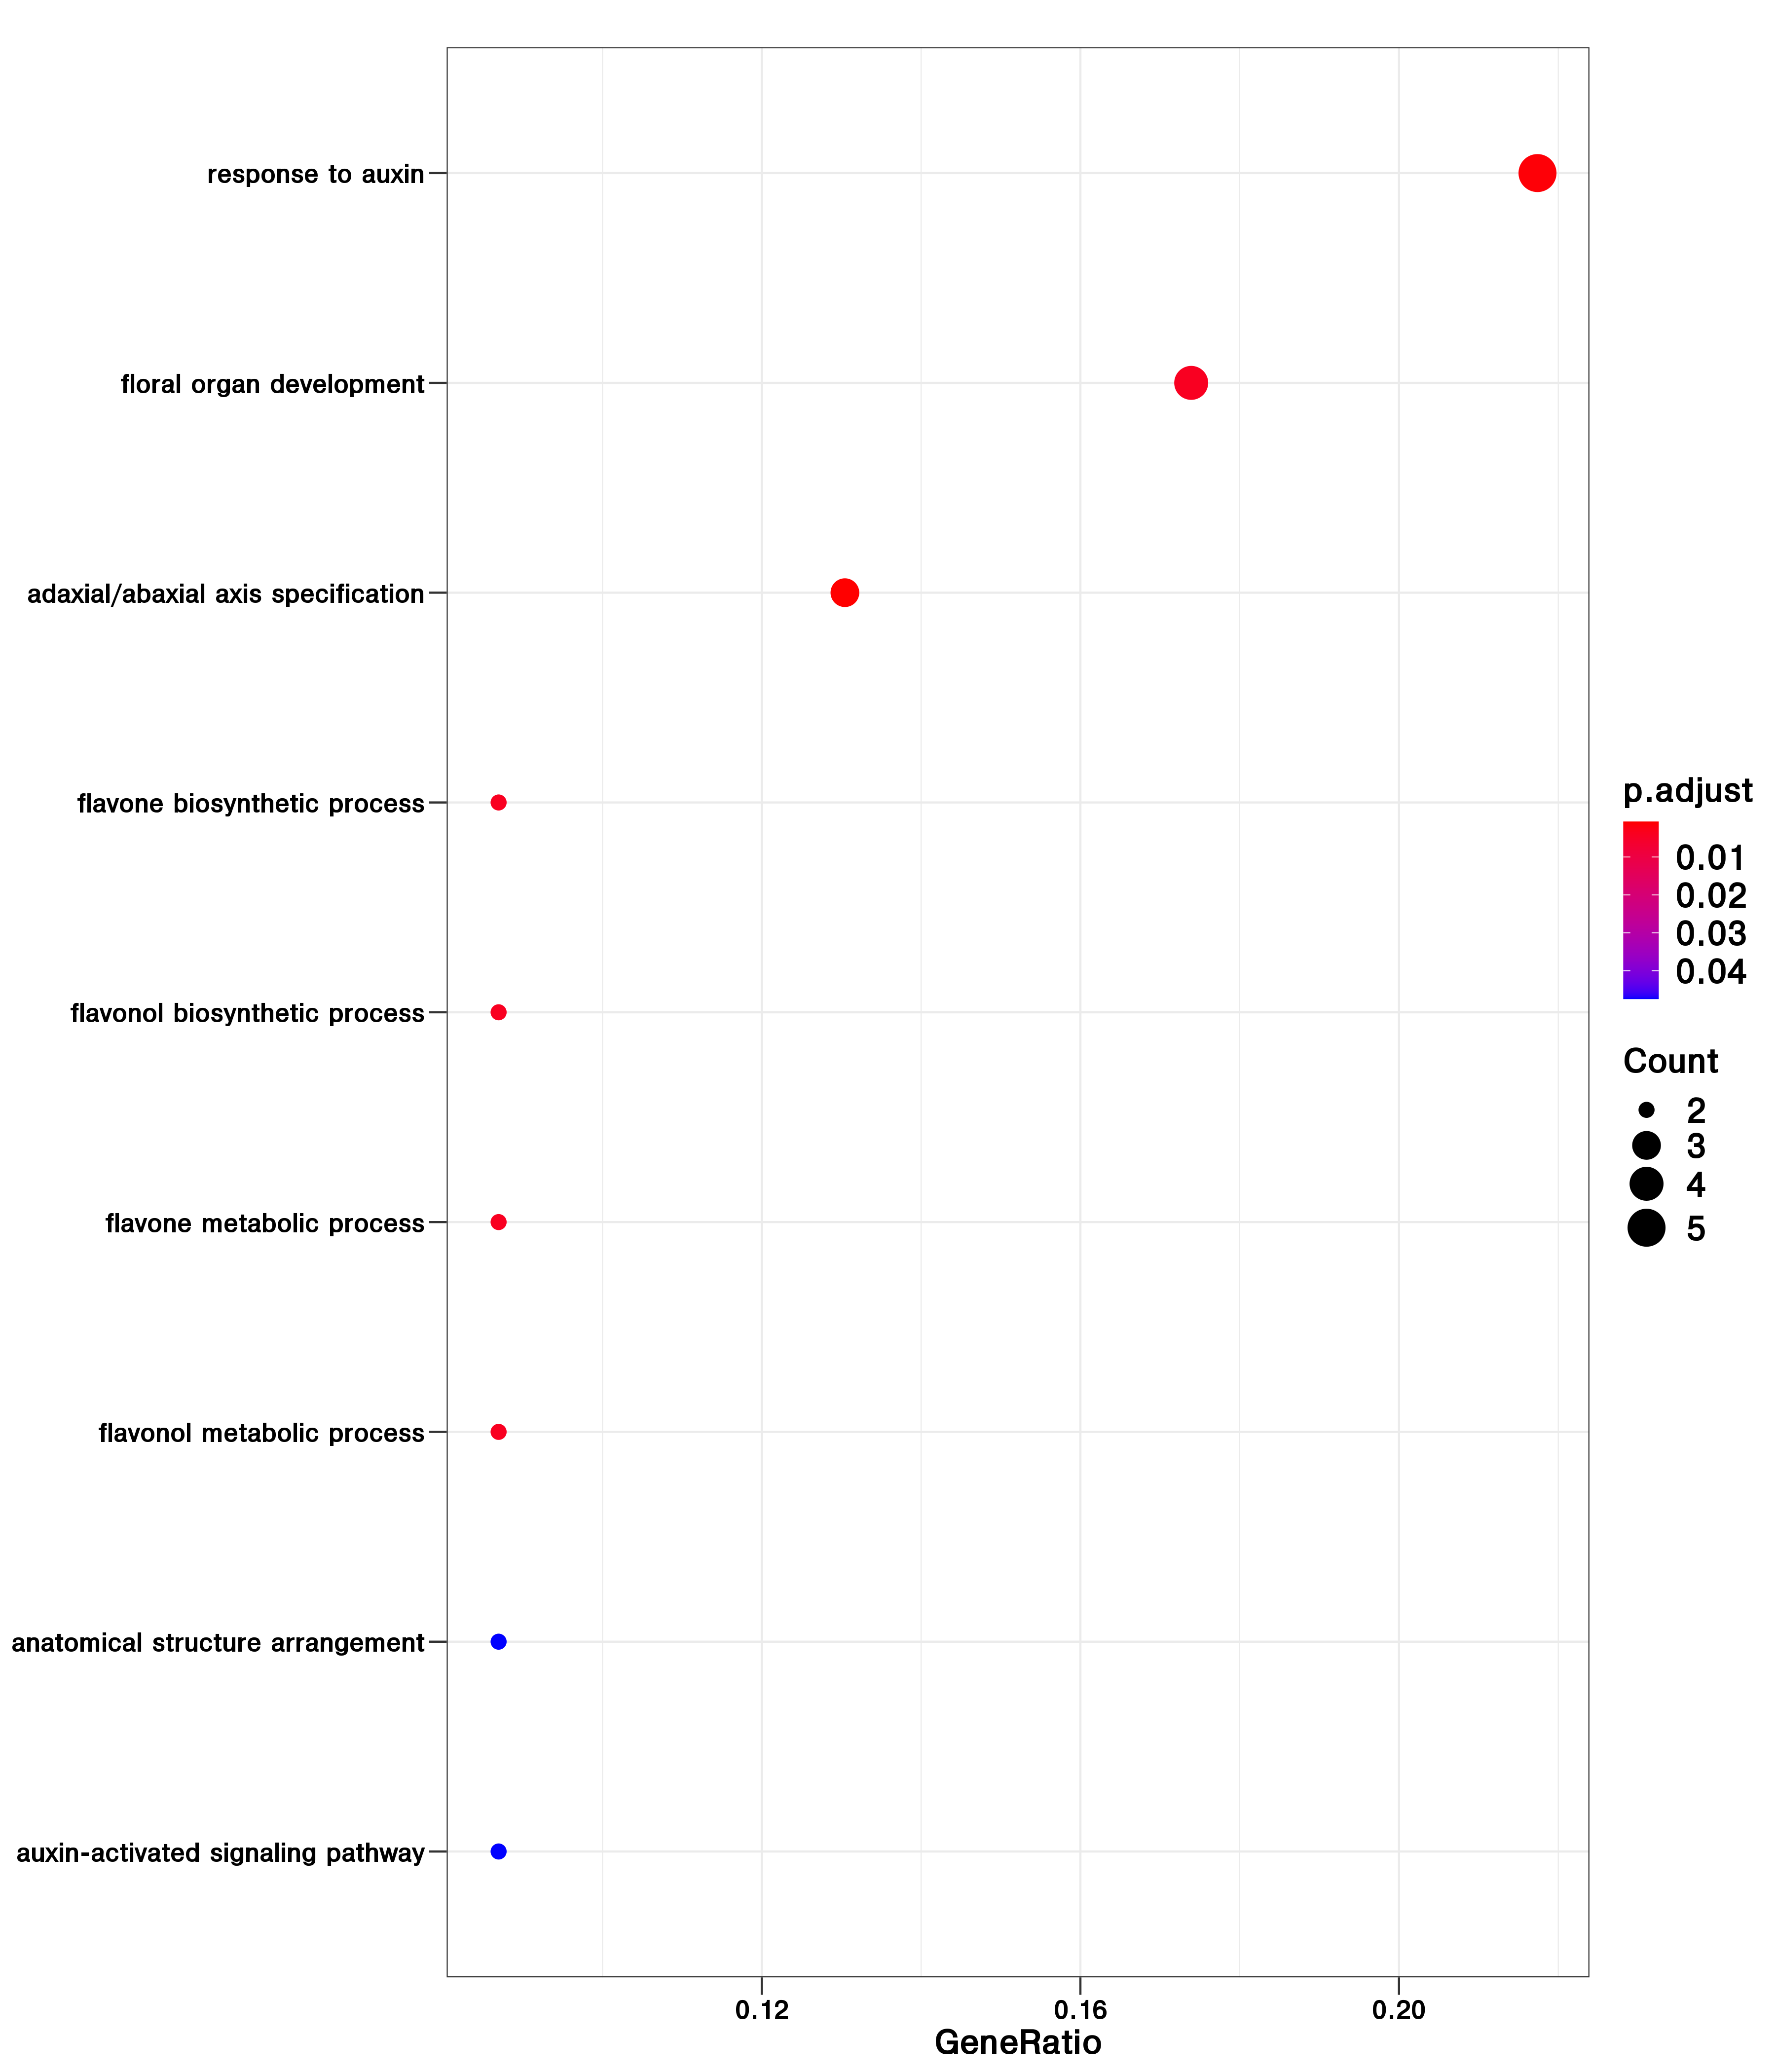 response to auxin
floral organ development
adaxial/abaxial axis specification
flavone biosynthetic process
flavonol biosynthetic process
flavone metabolic process
flavonol metabolic process
anatomical structure arrangement
auxin-activated signaling pathway
0.12 0.16 0.20
GeneRatio
p.adjust
0.01
0.02
0.03
0.04
Count
2
3
4
5